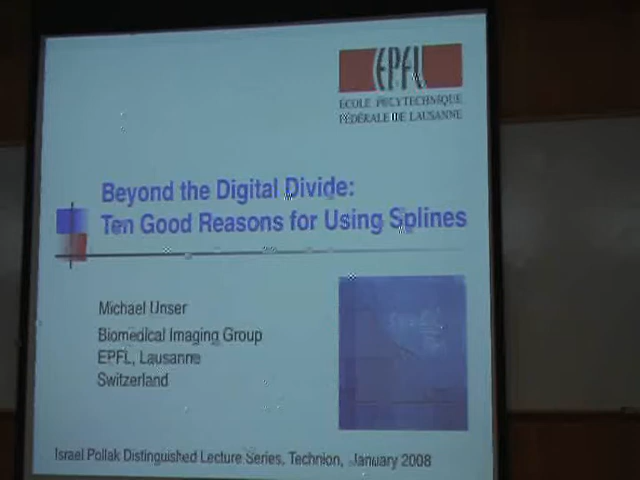 EPFL
ECOLE POLYTECHNIQUE
FÉDÉRALE DE LAUSANNE
Beyond the Digital Divide:
Ten Good Reasons for Using Splines
Michael Unser
Biomedical Imaging Group
EPFL, Lausanne
Switzerland
Israel Pollak Distinguished Lecture Series, Technion, January 2008